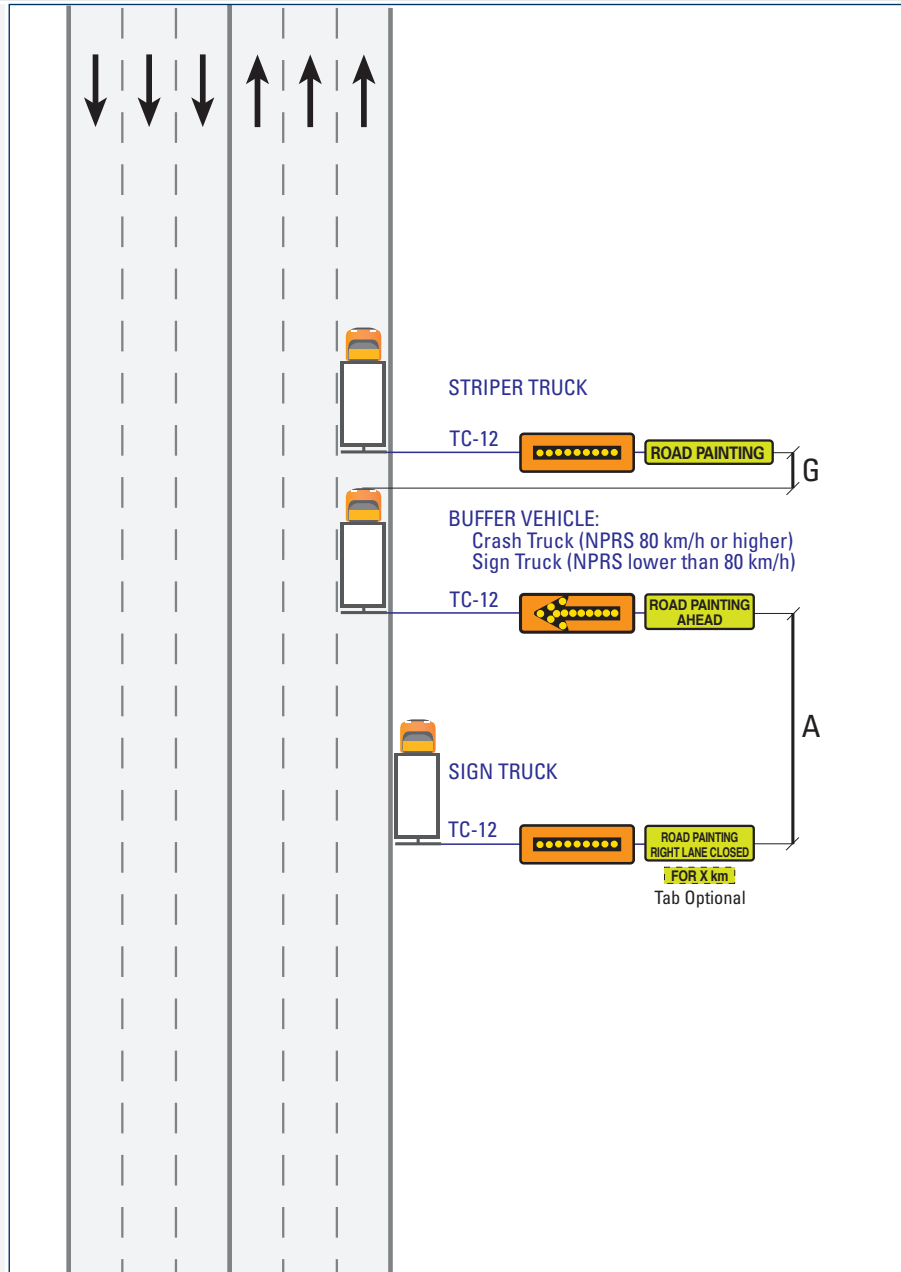 STRIPER TRUCK
TC-12
ROAD PAINTING
G
BUFFER VEHICLE:
Crash Truck (NPRS 80 km/h or higher)
Sign Truck (NPRS lower than 80 km/h)
TC-12
ROAD PAINTING
AHEAD
A
SIGN TRUCK
TC-12
ROAD PAINTING
RIGHT LANE CLOSED
FOR X km
Tab Optional